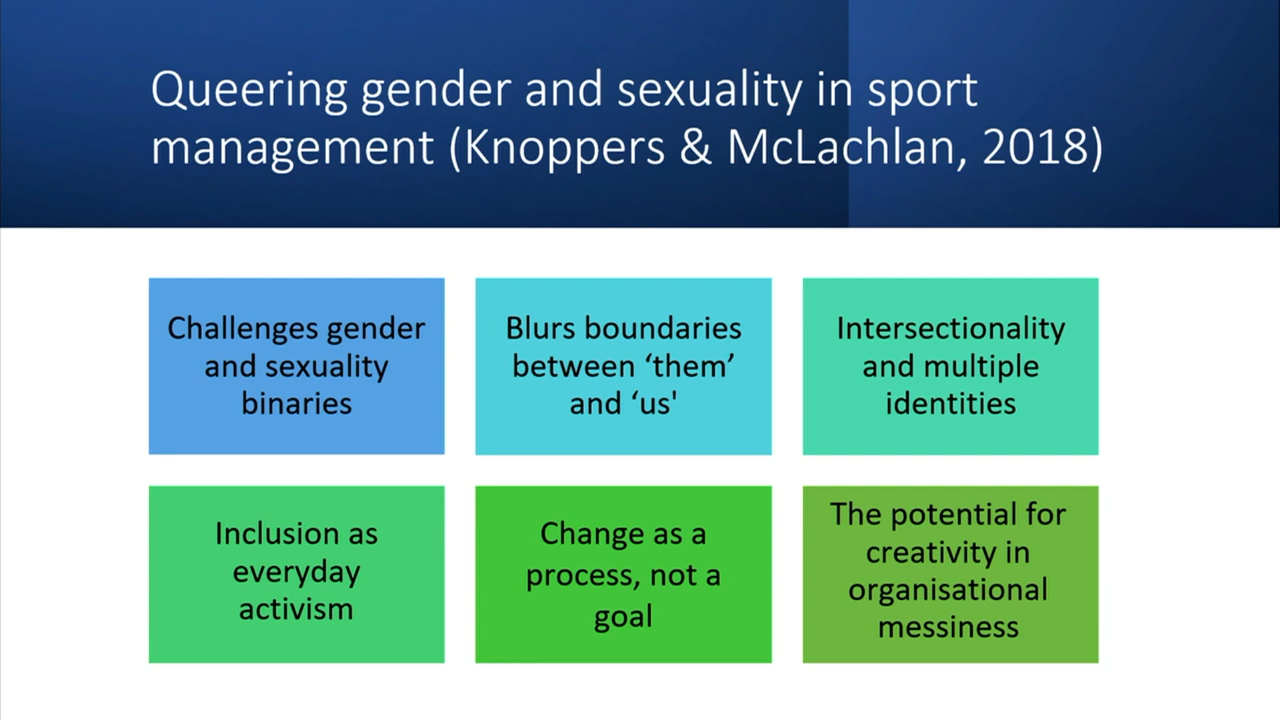 Queering gender and sexuality in sport
management (Knoppers & McLachlan, 2018)
Challenges gender
and sexuality
binaries
Blurs boundaries
between ‘them’
and ‘us'
Intersectionality
and multiple
identities
Inclusion as
everyday
activism
Change as a
process, not a
goal
The potential for
creativity in
organisational
messiness